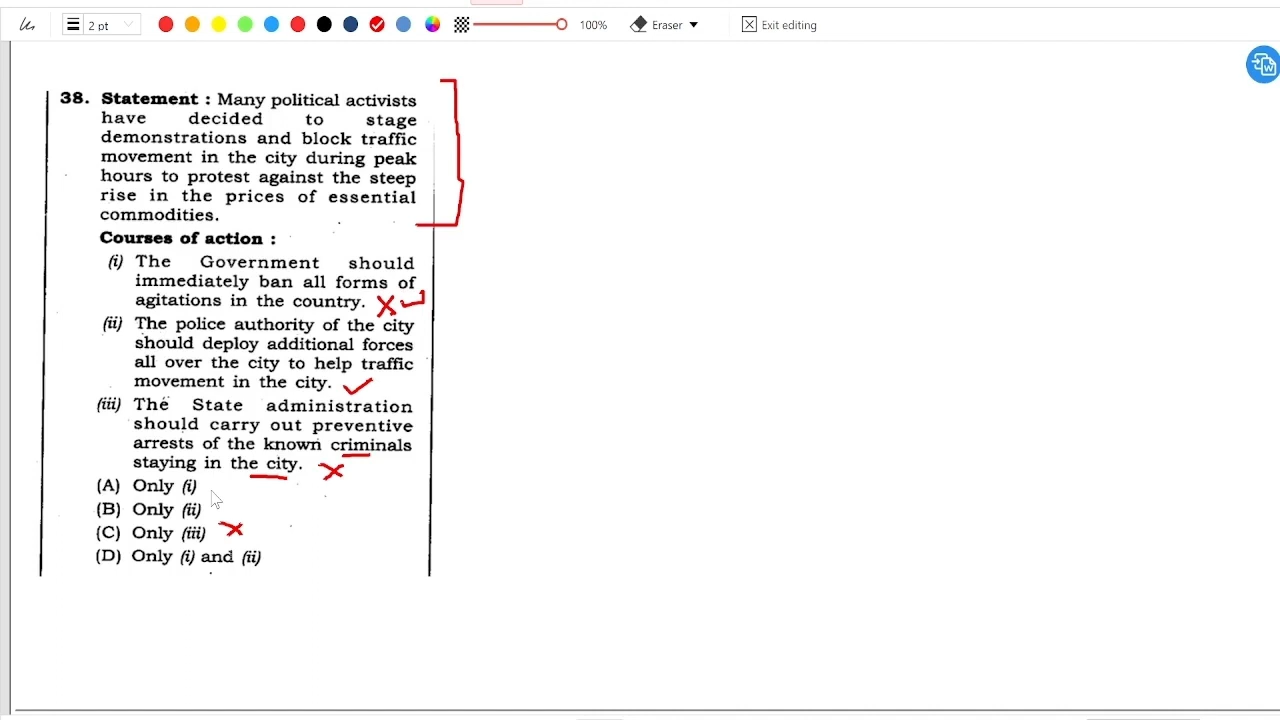 2 pt
100%
Eraser
Exit editing
38. Statement : Many political activists
have decided to stage
demonstrations and block traffic
movement in the city during peak
hours to protest against the steep
rise in the prices of essential
commodities.
Courses of action :
(i) The Government should
immediately ban all forms of
agitations in the country.
(ii) The police authority of the city
should deploy additional forces
all over the city to help traffic
movement in the city.
(iii) The State administration
should carry out preventive
arrests of the known criminals
staying in the city.
(A) Only (i)
(B) Only (ii)
(C) Only (iii)
(D) Only (i) and (ii)